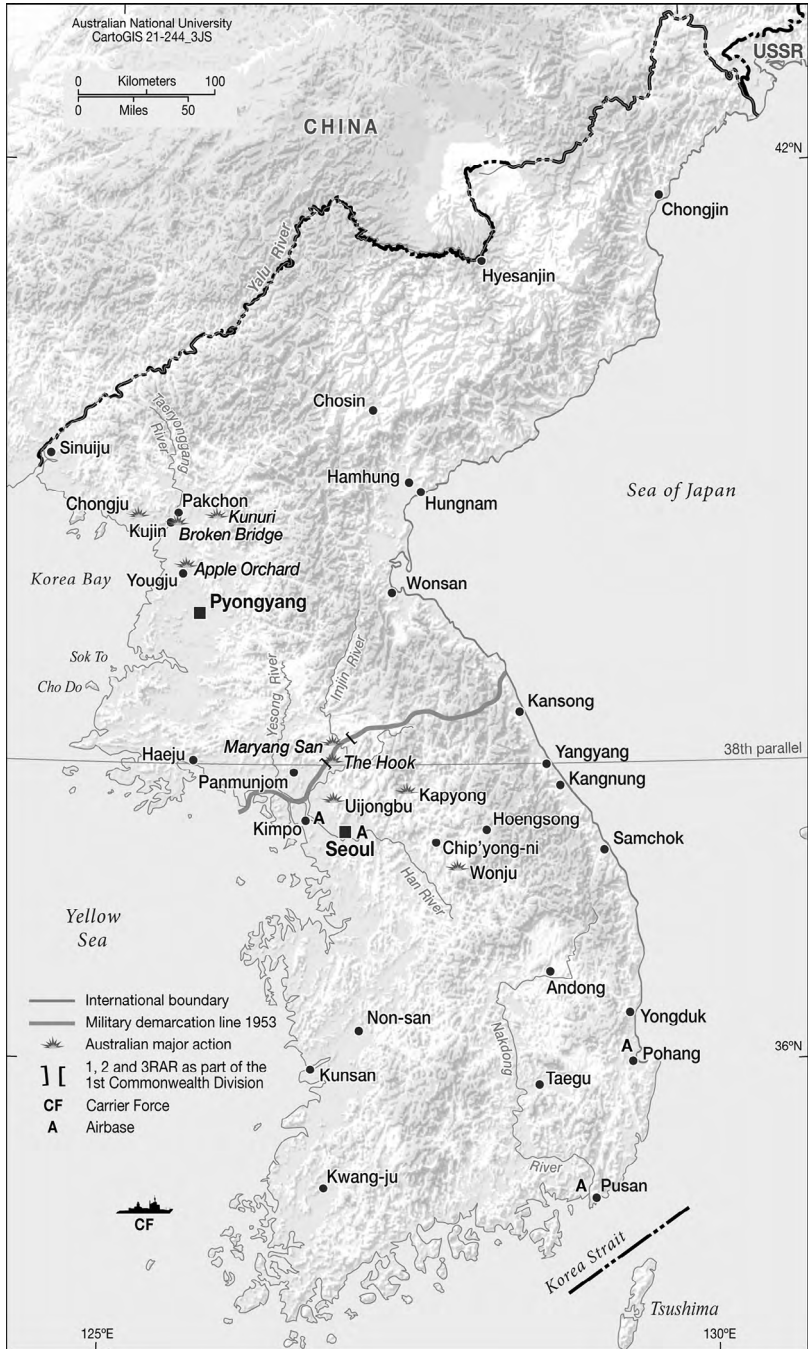 Australian National University
CartoGIS 21-244_3JS
0 Kilometers 100
0 Miles 50
USSR
CHINA
42°N
Chongjin
Yalu River
Hyesanjin
Chosin
Taeryonggang
River
Sinuiju
Hamhung
Hungnam
Sea of Japan
Chongju
Pakchon
Kunuri
Kujin
Broken Bridge
Korea Bay
Yougju
Apple Orchard
Wonsan
Pyongyang
Sok To
Cho Do
Yesong River
Imjin River
Kansong
Maryang San
38th parallel
Haeju
The Hook
Yangyang
Panmunjom
Kangnung
Uijongbu
Kapyong
Kimpo
A
Hoengsong
A
Seoul
Chip'yong-ni
Samchok
Wonju
Han River
Yellow
Sea
Andong
International boundary
Military demarcation line 1953
Australian major action
1, 2 and 3RAR as part of the
1st Commonwealth Division
CF Carrier Force
A Airbase
Non-san
Nakdong
Yongduk
A
Pohang
36°N
Kunsan
Taegu
River
Kwang-ju
A
Pusan
CF
Korea Strait
Tsushima
125°E
130°E